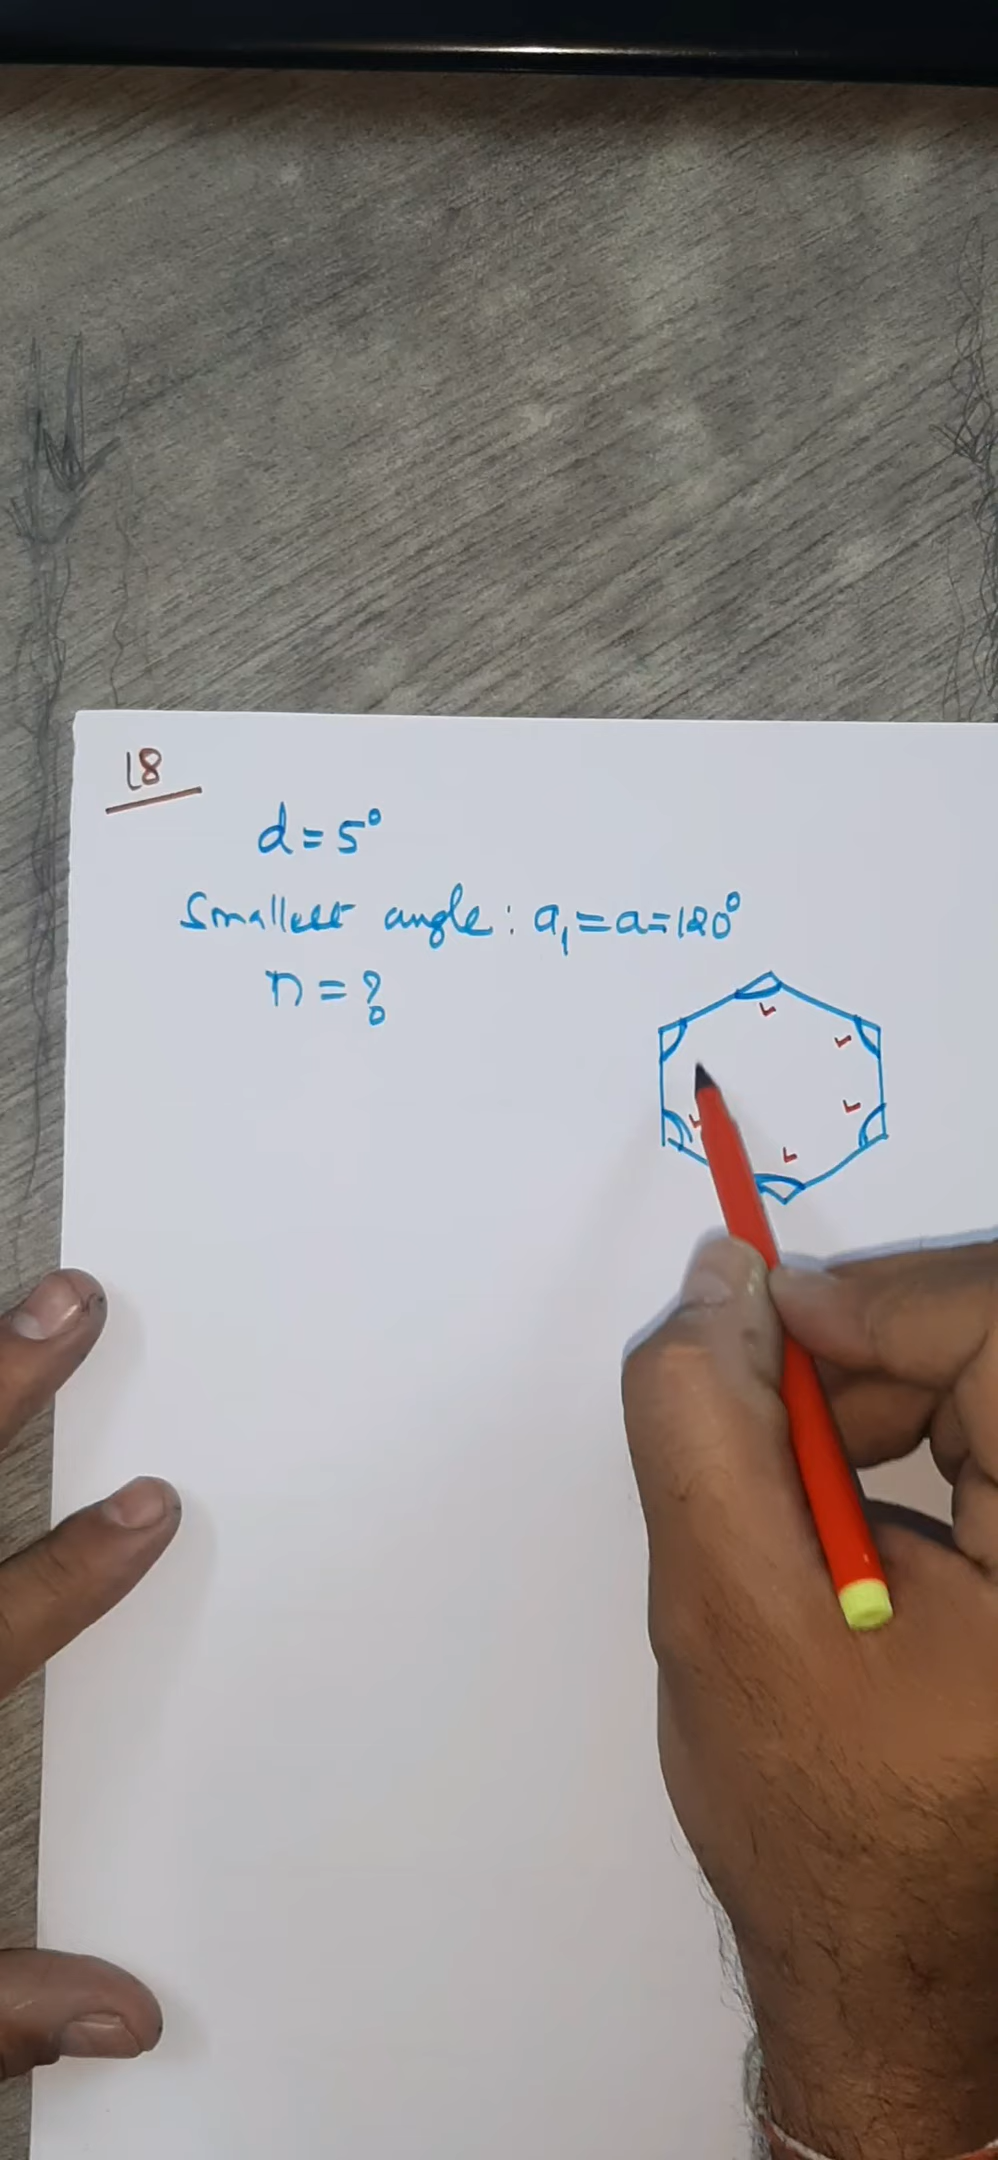 18
d = 5°
Smallest angle : a₁ = a = 120°
n = ?